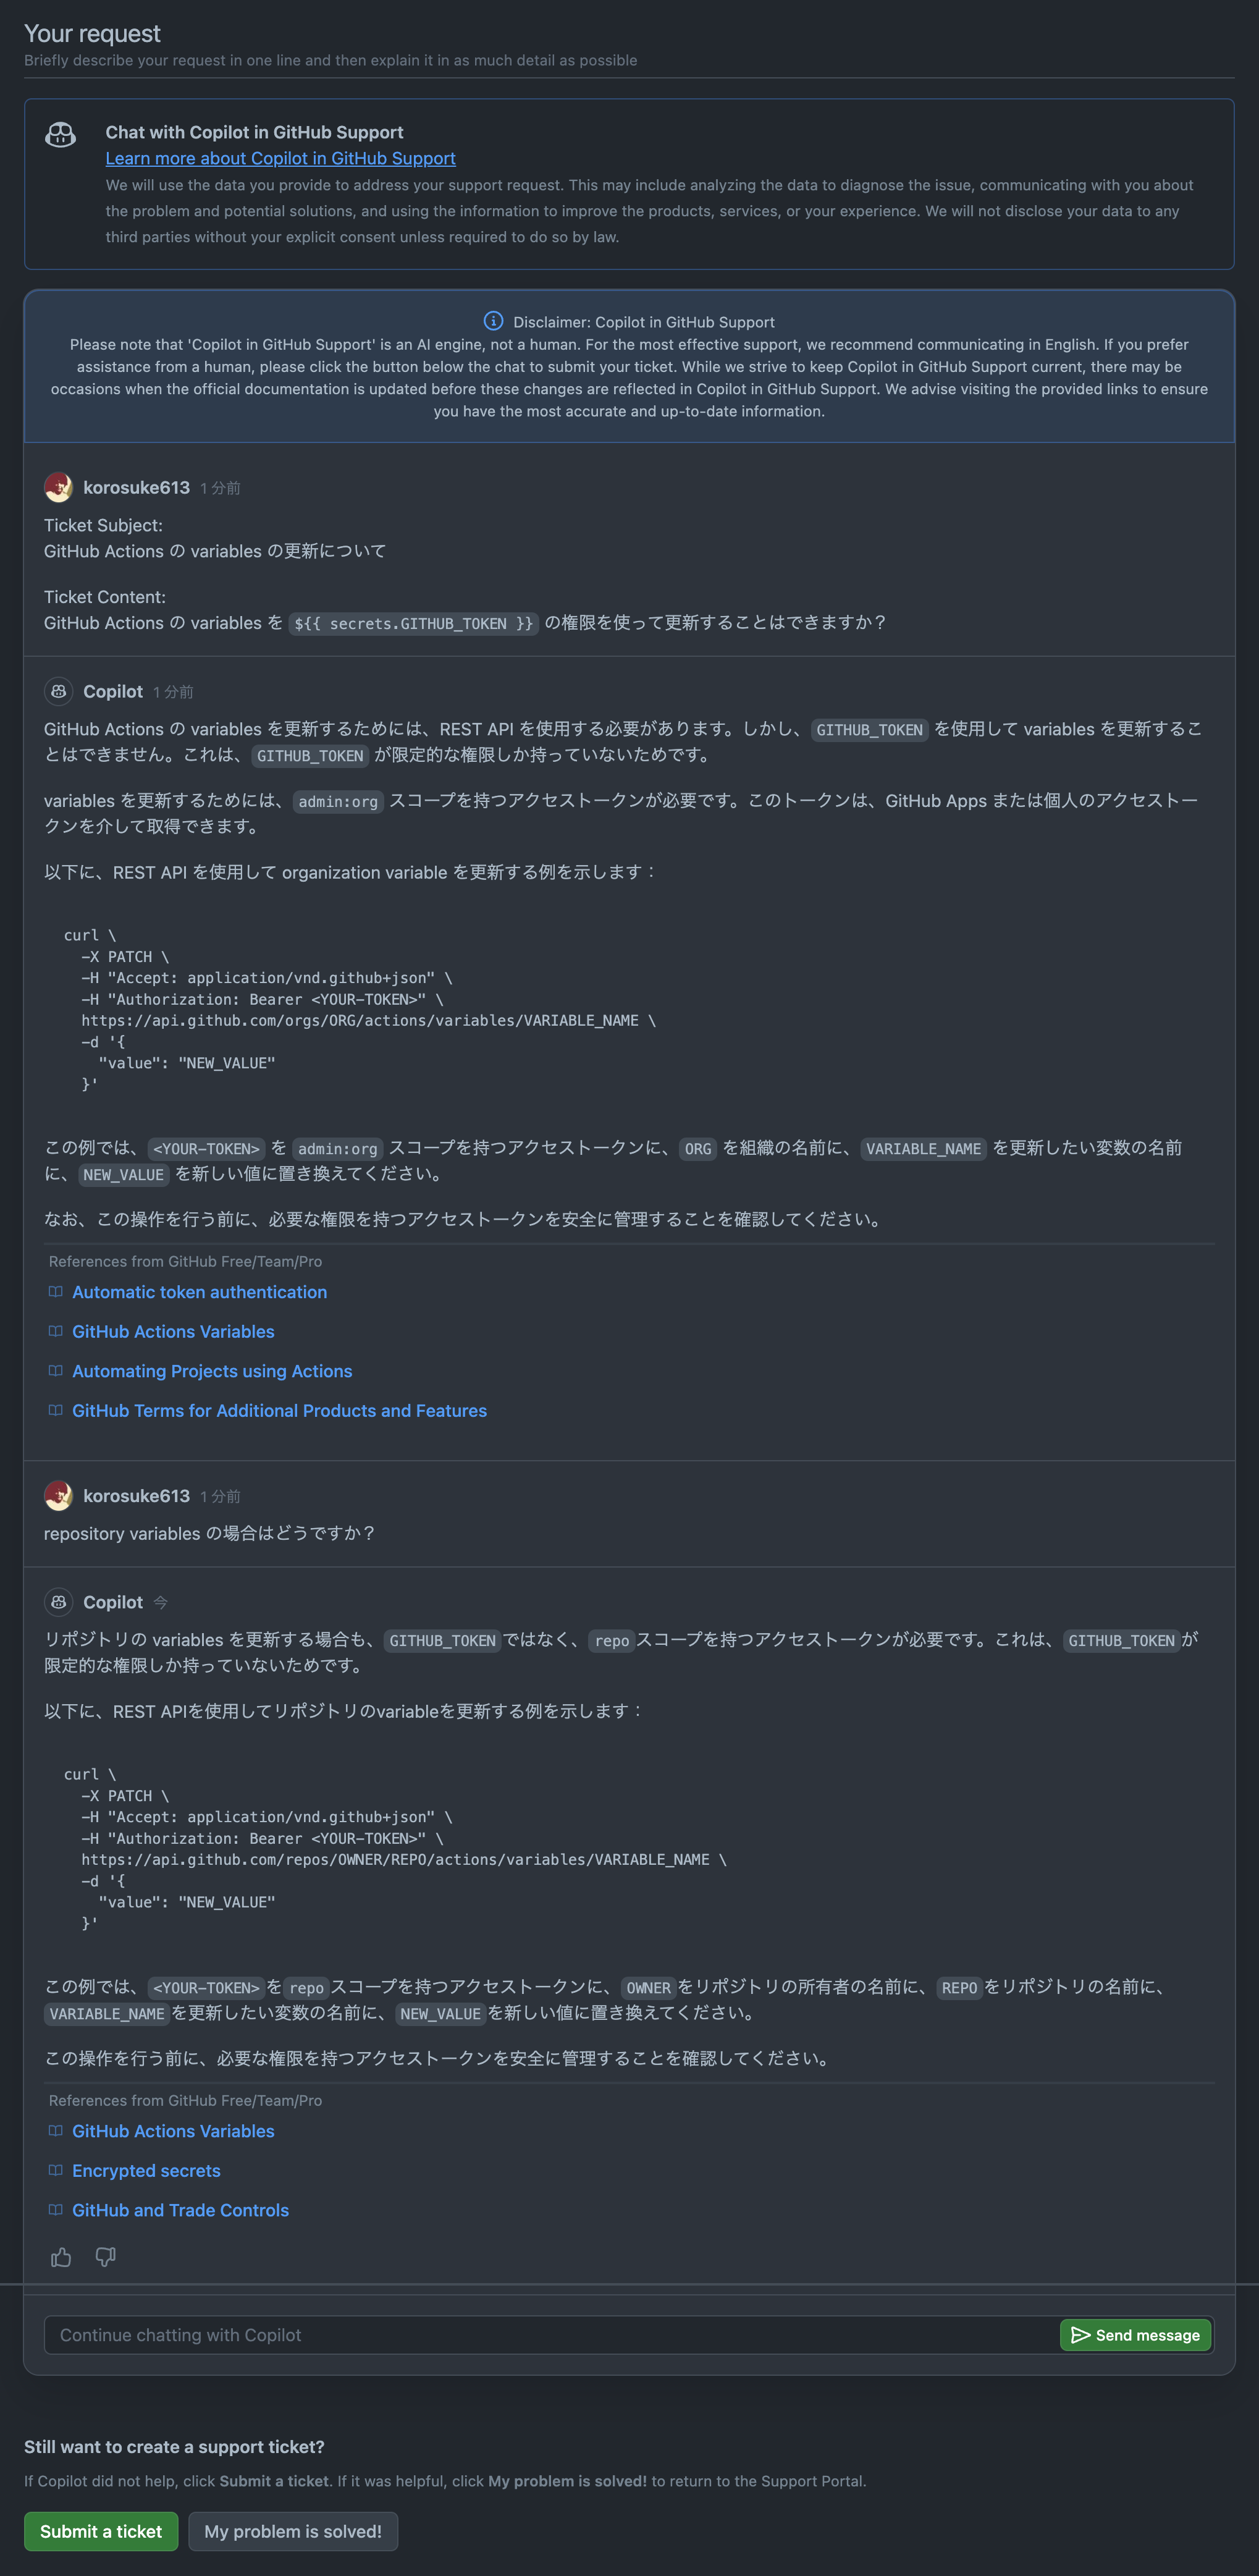 Your request
Briefly describe your request in one line and then explain it in as much detail as possible
Chat with Copilot in GitHub Support
Learn more about Copilot in GitHub Support
We will use the data you provide to address your support request. This may include analyzing the data to diagnose the issue, communicating with you about
the problem and potential solutions, and using the information to improve the products, services, or your experience. We will not disclose your data to any
third parties without your explicit consent unless required to do so by law.
Disclaimer: Copilot in GitHub Support
Please note that 'Copilot in GitHub Support' is an AI engine, not a human. For the most effective support, we recommend communicating in English. If you prefer
assistance from a human, please click the button below the chat to submit your ticket. While we strive to keep Copilot in GitHub Support current, there may be
occasions when the official documentation is updated before these changes are reflected in Copilot in GitHub Support. We advise visiting the provided links to ensure
you have the most accurate and up-to-date information.
korosuke613 1 分前
Ticket Subject:
GitHub Actions の variables の更新について
Ticket Content:
GitHub Actions の variables を ${{ secrets.GITHUB_TOKEN }} の権限を使って更新することはできますか？
Copilot 1 分前
GitHub Actions の variables を更新するためには、REST API を使用する必要があります。しかし、 GITHUB_TOKEN を使用して variables を更新するこ
とはできません。これは、 GITHUB_TOKEN が限定的な権限しか持っていないためです。
variables を更新するためには、 admin:org スコープを持つアクセストークンが必要です。このトークンは、GitHub Apps または個人のアクセストー
クンを介して取得できます。
以下に、REST API を使用して organization variable を更新する例を示します：
curl \
-X PATCH \
-H "Accept: application/vnd.github+json" \
-H "Authorization: Bearer <YOUR-TOKEN>" \
https://api.github.com/orgs/ORG/actions/variables/VARIABLE_NAME \
-d '{
"value": "NEW_VALUE"
}'
この例では、 <YOUR-TOKEN> を admin:org スコープを持つアクセストークンに、 ORG を組織の名前に、 VARIABLE_NAME を更新したい変数の名前
に、 NEW_VALUE を新しい値に置き換えてください。
なお、この操作を行う前に、必要な権限を持つアクセストークンを安全に管理することを確認してください。
References from GitHub Free/Team/Pro
Automatic token authentication
GitHub Actions Variables
Automating Projects using Actions
GitHub Terms for Additional Products and Features
korosuke613 1 分前
repository variables の場合はどうですか？
Copilot 今
リポジトリの variables を更新する場合も、 GITHUB_TOKEN ではなく、 repo スコープを持つアクセストークンが必要です。これは、 GITHUB_TOKEN が
限定的な権限しか持っていないためです。
以下に、REST APIを使用してリポジトリのvariableを更新する例を示します：
curl \
-X PATCH \
-H "Accept: application/vnd.github+json" \
-H "Authorization: Bearer <YOUR-TOKEN>" \
https://api.github.com/repos/OWNER/REPO/actions/variables/VARIABLE_NAME \
-d '{
"value": "NEW_VALUE"
}'
この例では、 <YOUR-TOKEN> を repo スコープを持つアクセストークンに、 OWNER をリポジトリの所有者の名前に、 REPO をリポジトリの名前に、
VARIABLE_NAME を更新したい変数の名前に、 NEW_VALUE を新しい値に置き換えてください。
この操作を行う前に、必要な権限を持つアクセストークンを安全に管理することを確認してください。
References from GitHub Free/Team/Pro
GitHub Actions Variables
Encrypted secrets
GitHub and Trade Controls
Continue chatting with Copilot
Send message
Still want to create a support ticket?
If Copilot did not help, click Submit a ticket. If it was helpful, click My problem is solved! to return to the Support Portal.
Submit a ticket
My problem is solved!